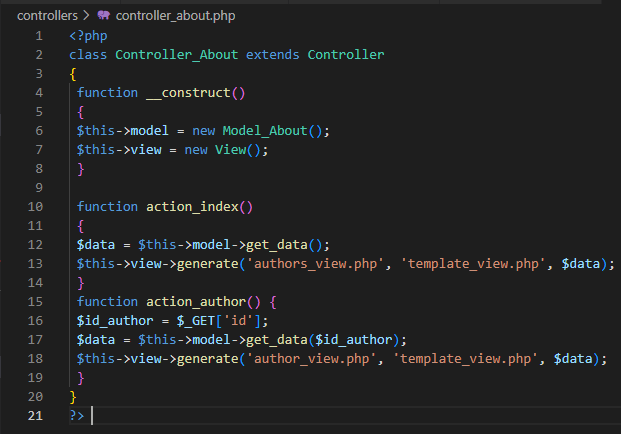 controllers > controller_about.php
1 <?php
2 class Controller_About extends Controller
3 {
4 function __construct()
5 {
6 $this->model = new Model_About();
7 $this->view = new View();
8 }
9
10 function action_index()
11 {
12 $data = $this->model->get_data();
13 $this->view->generate('authors_view.php', 'template_view.php', $data);
14 }
15 function action_author() {
16 $id_author = $_GET['id'];
17 $data = $this->model->get_data($id_author);
18 $this->view->generate('author_view.php', 'template_view.php', $data);
19 }
20 }
21 ?>